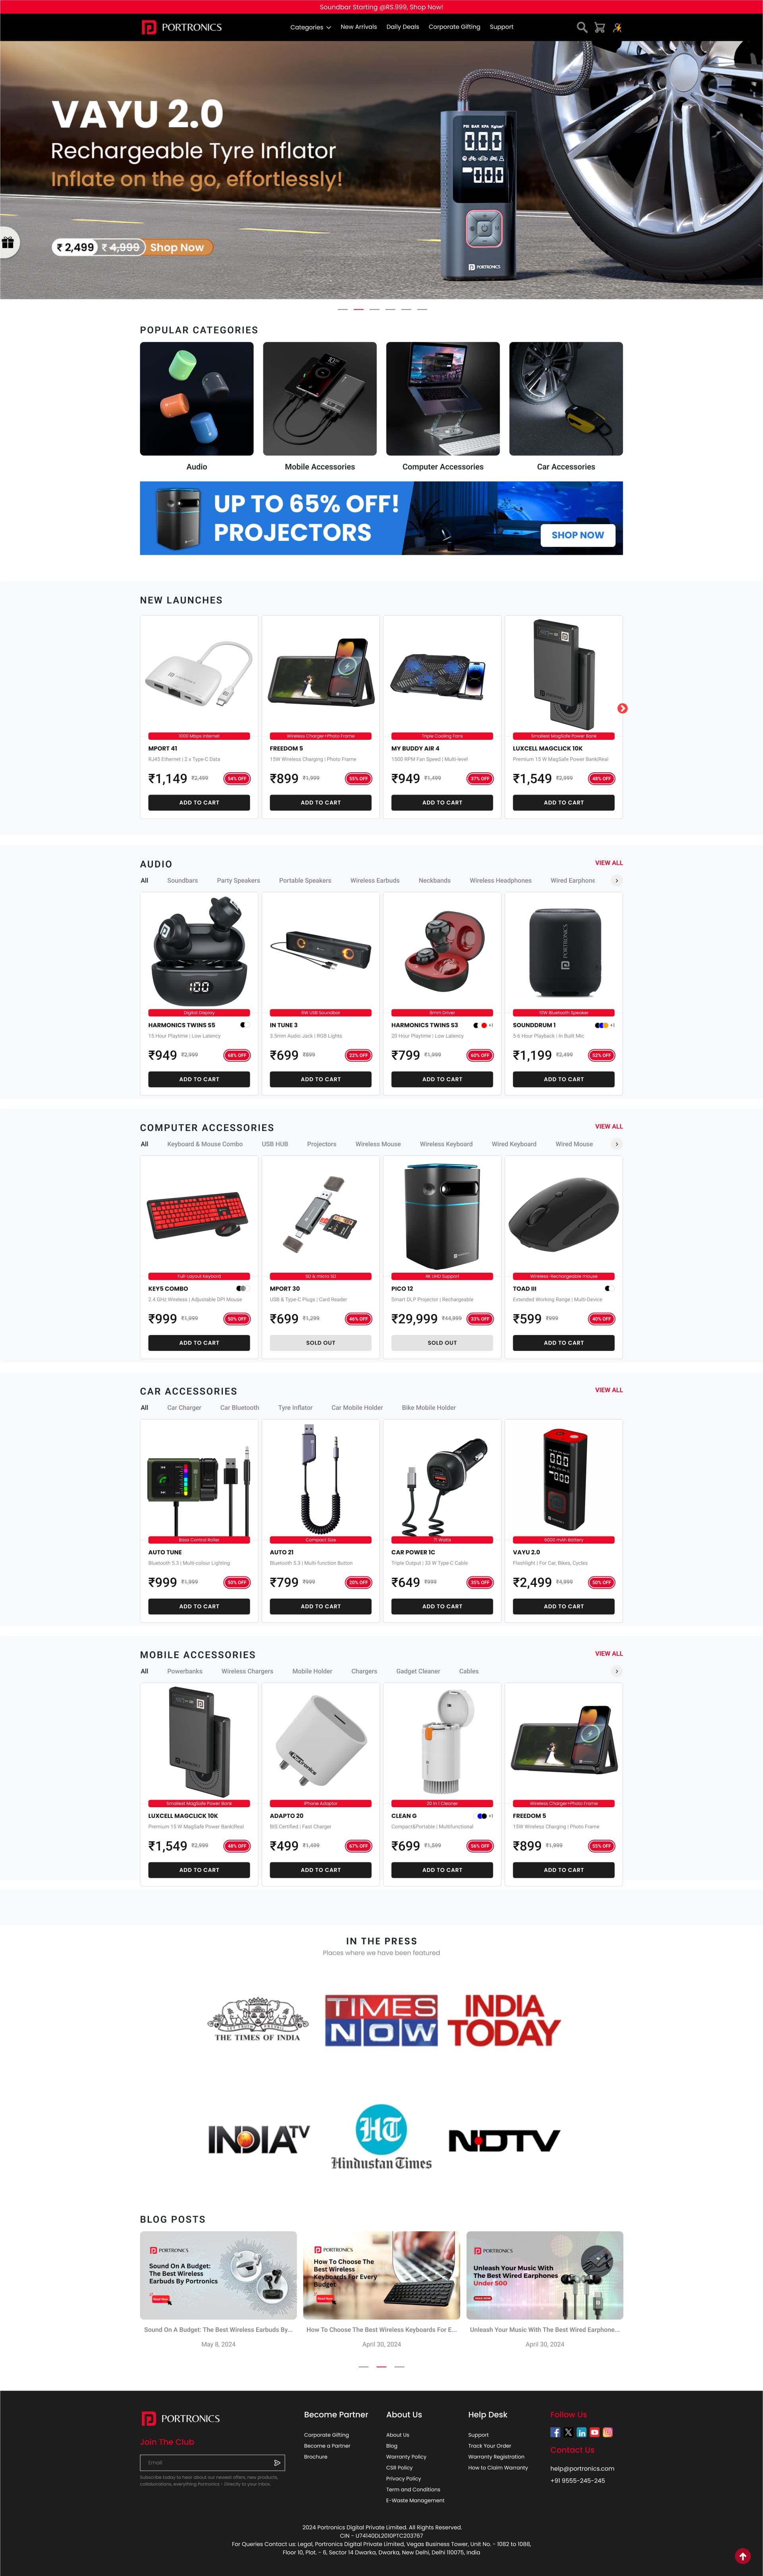 Soundbar Starting @RS.999, Shop Now!
PORTRONICS
Categories
New Arrivals
Daily Deals
Corporate Gifting
Support
VAYU 2.0
Rechargeable Tyre Inflator
Inflate on the go, effortlessly!
₹ 2,499 ₹ 4,999 Shop Now
PSI BAR KPA Kg/cm²
0.0.0
000
PORTRONICS
POPULAR CATEGORIES
Audio
Mobile Accessories
Computer Accessories
Car Accessories
UP TO 65% OFF!
PROJECTORS
SHOP NOW
NEW LAUNCHES
1000 Mbps Internet
MPORT 41
RJ45 Ethernet | 2 x Type-C Data
₹1,149 ₹2,499 54% OFF
ADD TO CART
Wireless Charger+Photo Frame
FREEDOM 5
15W Wireless Charging | Photo Frame
₹899 ₹1,999 55% OFF
ADD TO CART
Triple Cooling Fans
MY BUDDY AIR 4
1300 RPM Fan Speed | Multi-level
₹949 ₹1,499 37% OFF
ADD TO CART
Smallest MagSafe Power Bank
LUXCELL MAGCLICK 10K
Premium 15 W MagSafe Power Bank|Real
₹1,549 ₹2,999 48% OFF
ADD TO CART
AUDIO
VIEW ALL
All
Soundbars
Party Speakers
Portable Speakers
Wireless Earbuds
Neckbands
Wireless Headphones
Wired Earphone
100
Digital Display
HARMONICS TWINS S5
15 Hour Playtime | Low Latency
₹949 ₹2,999 68% OFF
ADD TO CART
5W USB Soundbar
IN TUNE 3
3.5mm Audio Jack | RGB Lights
₹699 ₹899 22% OFF
ADD TO CART
8mm Driver
HARMONICS TWINS S3 +1
20 Hour Playtime | Low Latency
₹799 ₹1,999 60% OFF
ADD TO CART
PORTRONICS
10W Bluetooth Speaker
SOUNDDRUM 1 +1
5-6 Hour Playback | In Built Mic
₹1,199 ₹2,499 52% OFF
ADD TO CART
COMPUTER ACCESSORIES
VIEW ALL
All
Keyboard & Mouse Combo
USB HUB
Projectors
Wireless Mouse
Wireless Keyboard
Wired Keyboard
Wired Mouse
Full-Layout Keybord
KEY5 COMBO
2.4 GHz Wireless | Adjustable DPI Mouse
₹999 ₹1,999 50% OFF
ADD TO CART
SD & micro SD
MPORT 30
USB & Type-C Plugs | Card Reader
₹699 ₹1,299 46% OFF
SOLD OUT
4K UHD Support
PICO 12
Smart DLP Projector | Rechargeable
₹29,999 ₹44,999 33% OFF
SOLD OUT
Wireless-Rechargeable mouse
TOAD III
Extended Working Range | Multi-Device
₹599 ₹999 40% OFF
ADD TO CART
CAR ACCESSORIES
VIEW ALL
All
Car Charger
Car Bluetooth
Tyre Inflator
Car Mobile Holder
Bike Mobile Holder
Bass Control Roller
AUTO TUNE
Bluetooth 5.3 | Multi-colour Lighting
₹999 ₹1,999 50% OFF
ADD TO CART
Compact Size
AUTO 21
Bluetooth 5.3 | Multi function Button
₹799 ₹999 20% OFF
ADD TO CART
CAR POWER 1C
Triple Output | 33 W Type-C Cable
₹649 ₹999 35% OFF
ADD TO CART
000
000
5000 mAh Battery
VAYU 2.0
Flashlight | For Car, Bikes, Cycles
₹2,499 ₹4,999 50% OFF
ADD TO CART
MOBILE ACCESSORIES
VIEW ALL
All
Powerbanks
Wireless Chargers
Mobile Holder
Chargers
Gadget Cleaner
Cables
Smallest MagSafe Power Bank
LUXCELL MAGCLICK 10K
Premium 15 W MagSafe Power Bank|Real
₹1,549 ₹2,999 48% OFF
ADD TO CART
Portronics
iPhone Adaptor
ADAPTO 20
BIS Certified | Fast Charger
₹499 ₹1,499 67% OFF
ADD TO CART
20 In 1 Cleaner
CLEAN G +1
Compact&Portable | Multifunctional
₹699 ₹1,599 56% OFF
ADD TO CART
Wireless Charger+Photo Frame
FREEDOM 5
15W Wireless Charging | Photo Frame
₹899 ₹1,999 55% OFF
ADD TO CART
IN THE PRESS
Places where we have been featured
THE TIMES OF INDIA
TIMES
NOW
INDIA
TODAY
INDIA TV
HT
Hindustan Times
NDTV
BLOG POSTS
PORTRONICS
Sound On A Budget:
The Best Wireless
Earbuds By Portronics
Read Now
Sound On A Budget: The Best Wireless Earbuds By...
May 8, 2024
PORTRONICS
How To Choose The
Best Wireless
Keyboards For Every
Budget
Read Now
How To Choose The Best Wireless Keyboards For E...
April 30, 2024
PORTRONICS
Unleash Your Music With
The Best Wired Earphones
Under 500
READ NOW
Unleash Your Music With The Best Wired Earphone...
April 30, 2024
PORTRONICS
Join The Club
Email
Subscribe today to hear about our newest offers, new products,
collaborations, everything Portronics - Directly to your inbox.
Become Partner
Corporate Gifting
Become a Partner
Brochure
About Us
About Us
Blog
Warranty Policy
CSR Policy
Privacy Policy
Term and Conditions
E-Waste Management
Help Desk
Support
Track Your Order
Warranty Registration
How to Claim Warranty
Follow Us
Contact Us
help@portronics.com
+91 9555-245-245
2024 Portronics Digital Private Limited. All Rights Reserved.
CIN - U74140DL2010PTC203767
For Queries Contact us: Legal, Portronics Digital Private Limited, Vegas Business Tower, Unit No. - 1082 to 1088,
Floor 10, Plot. - 6, Sector 14 Dwarka, Dwarka, New Delhi, Delhi 110075, India